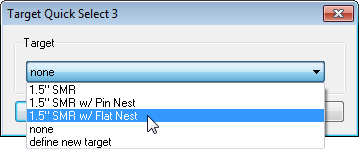 Target Quick Select 3
Target
none
1.5" SMR
1.5" SMR w/ Pin Nest
1.5" SMR w/ Flat Nest
none
define new target